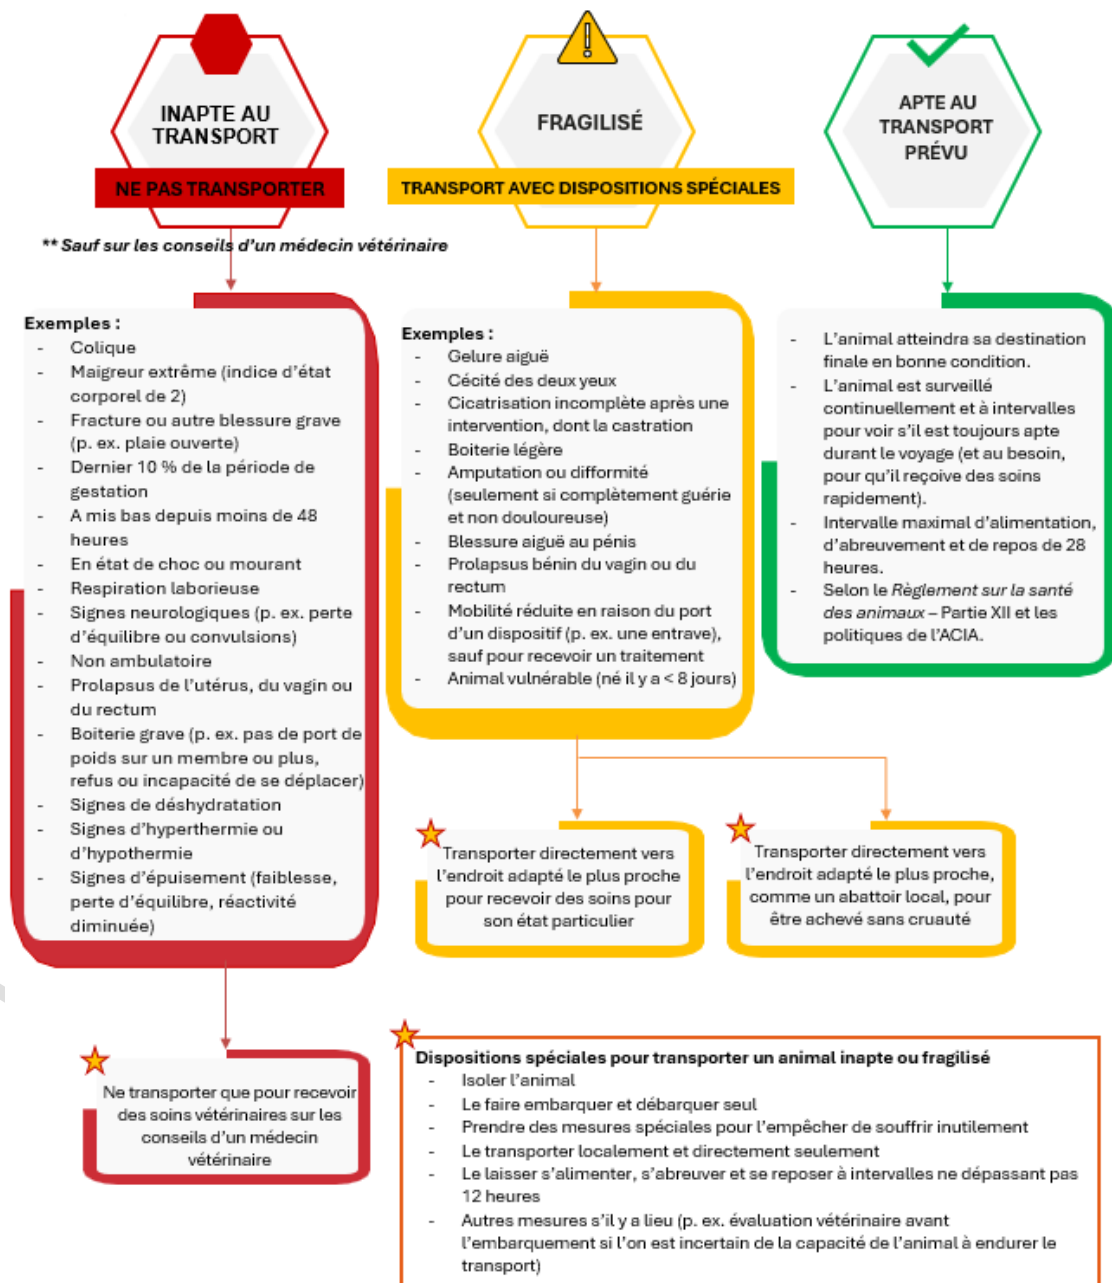 INAPTE AU
TRANSPORT
NE PAS TRANSPORTER
** Sauf sur les conseils d'un médecin vétérinaire
Exemples :
- Colique
- Maigreur extrême (indice d'état
corporel de 2)
- Fracture ou autre blessure grave
(p. ex. plaie ouverte)
- Dernier 10 % de la période de
gestation
- A mis bas depuis moins de 48
heures
- En état de choc ou mourant
- Respiration laborieuse
- Signes neurologiques (p. ex. perte
d'équilibre ou convulsions)
- Non ambulatoire
- Prolapsus de l'utérus, du vagin ou
du rectum
- Boiterie grave (p. ex. pas de port de
poids sur un membre ou plus,
refus ou incapacité de se déplacer)
- Signes de déshydratation
- Signes d'hyperthermie ou
d'hypothermie
- Signes d'épuisement (faiblesse,
perte d'équilibre, réactivité
diminuée)
Ne transporter que pour recevoir
des soins vétérinaires sur les
conseils d'un médecin
vétérinaire
FRAGILISÉ
TRANSPORT AVEC DISPOSITIONS SPÉCIALES
Exemples :
- Gelure aiguë
- Cécité des deux yeux
- Cicatrisation incomplète après une
intervention, dont la castration
- Boiterie légère
- Amputation ou difformité
(seulement si complètement guérie
et non douloureuse)
- Blessure aiguë au pénis
- Prolapsus bénin du vagin ou du
rectum
- Mobilité réduite en raison du port
d'un dispositif (p. ex. une entrave),
sauf pour recevoir un traitement
- Animal vulnérable (né il y a < 8 jours)
Transporter directement vers
l'endroit adapté le plus proche
pour recevoir des soins pour
son état particulier
Transporter directement vers
l'endroit adapté le plus proche,
comme un abattoir local, pour
être achevé sans cruauté
APTE AU
TRANSPORT
PRÉVU
- L'animal atteindra sa destination
finale en bonne condition.
- L'animal est surveillé
continuellement et à intervalles
pour voir s'il est toujours apte
durant le voyage (et au besoin,
pour qu'il reçoive des soins
rapidement).
- Intervalle maximal d'alimentation,
d'abreuvement et de repos de 28
heures.
- Selon le Règlement sur la santé
des animaux – Partie XII et les
politiques de l'ACIA.
Dispositions spéciales pour transporter un animal inapte ou fragilisé
- Isoler l'animal
- Le faire embarquer et débarquer seul
- Prendre des mesures spéciales pour l'empêcher de souffrir inutilement
- Le transporter localement et directement seulement
- Le laisser s'alimenter, s'abreuver et se reposer à intervalles ne dépassant pas
12 heures
- Autres mesures s'il y a lieu (p. ex. évaluation vétérinaire avant
l'embarquement si l'on est incertain de la capacité de l'animal à endurer le
transport)